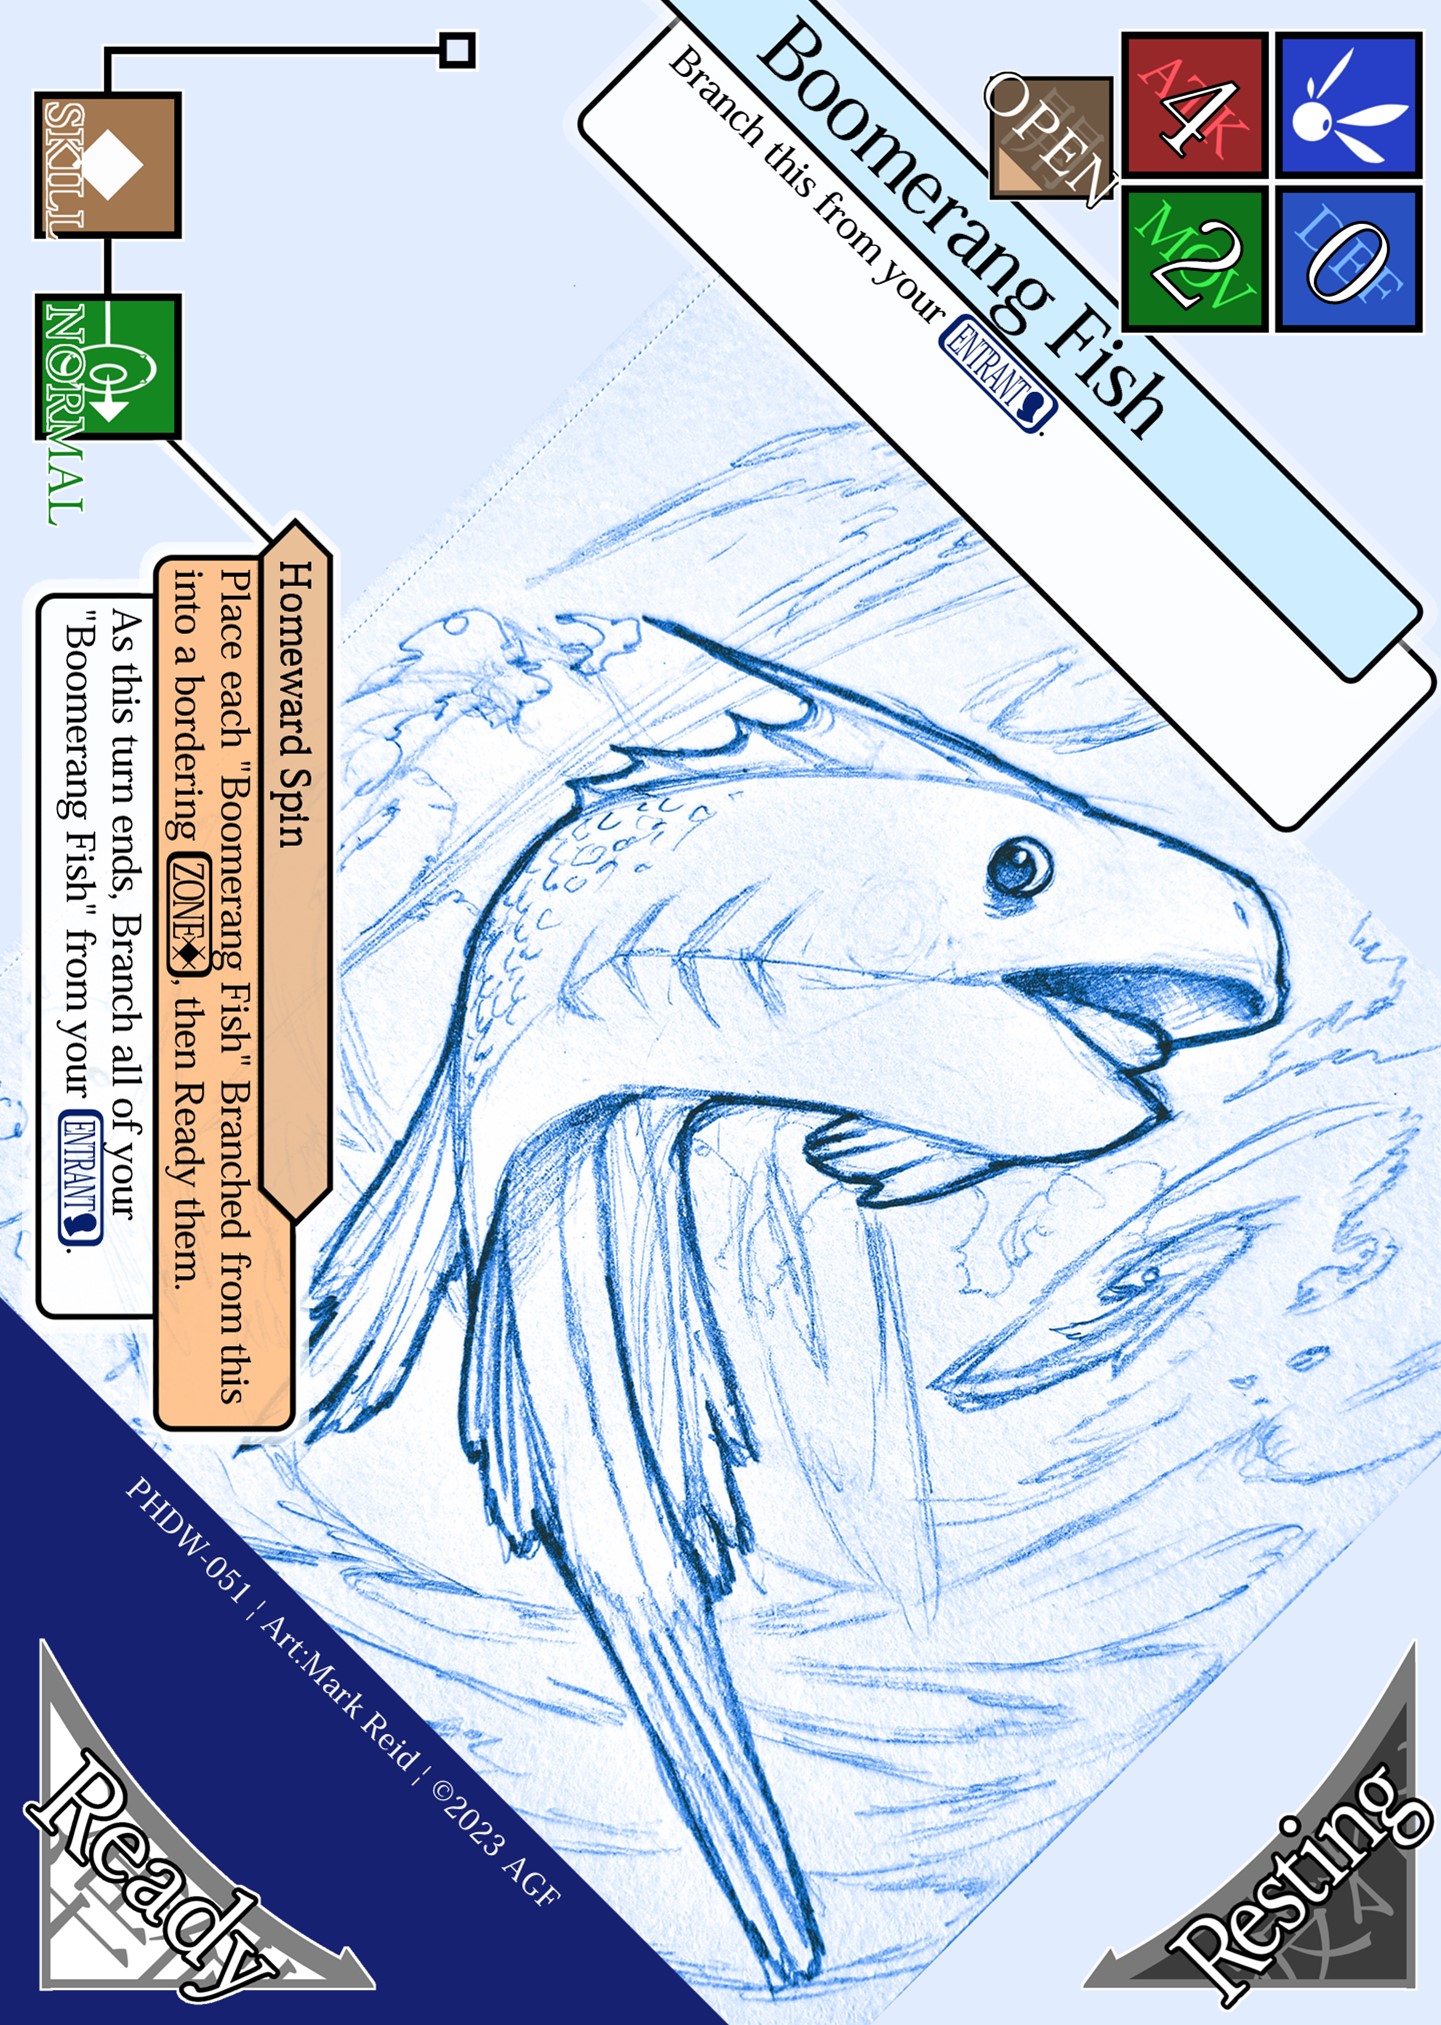 Boomerang Fish
Branch this from your ENTRANT.
OPEN
ATK
4
DEF
0
MOV
2
SKILL
NORMAL
Homeward Spin
Place each "Boomerang Fish" Branched from this
into a bordering ZONE, then Ready them.
As this turn ends, Branch all of your
"Boomerang Fish" from your ENTRANT.
PHDW-051 ¦ Art:Mark Reid ¦ ©2023 AGF
Ready
Resting